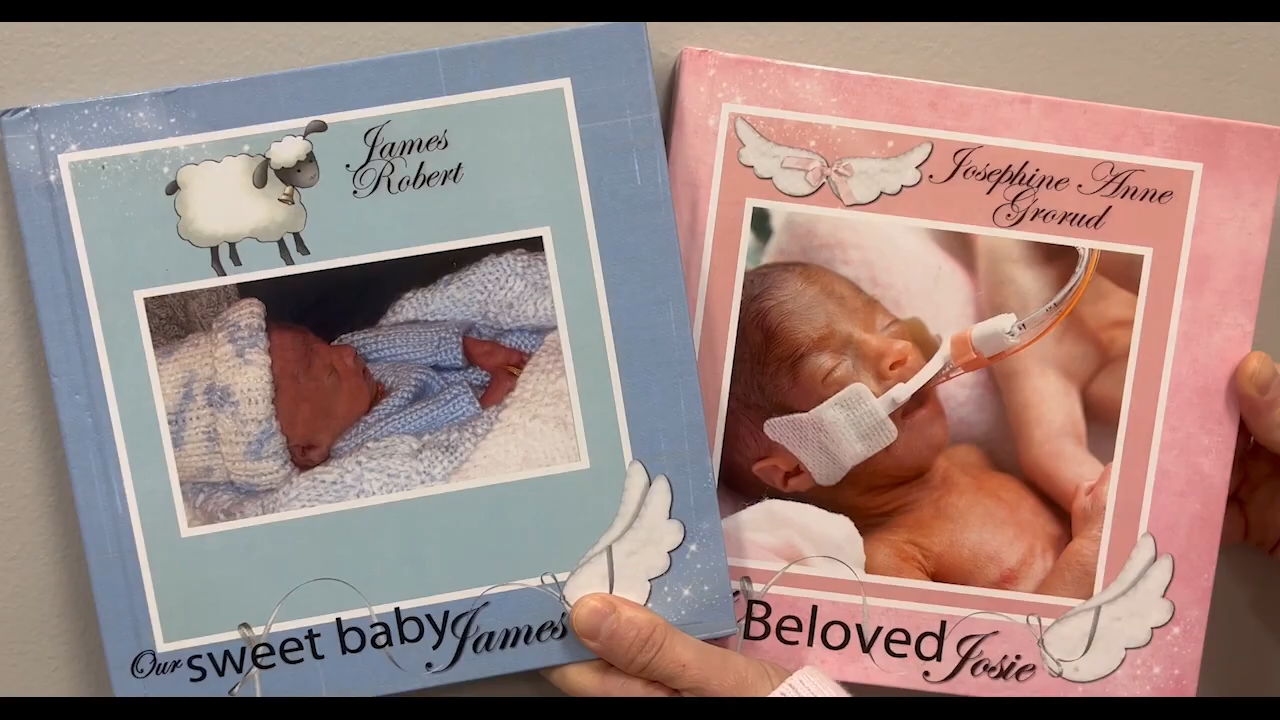 James
Robert
Our sweet baby James
Josephine Anne
Grorud
Beloved Josie